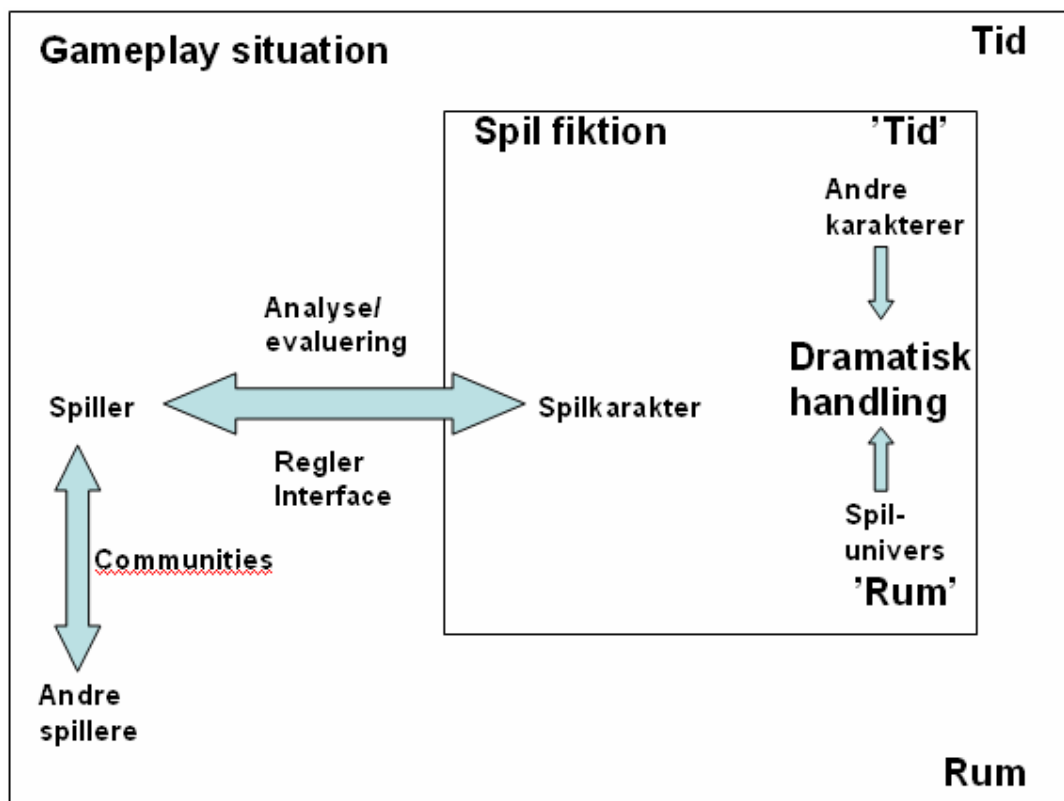 Gameplay situation
Tid
Spil fiktion
’Tid’
Andre
karakterer
Analyse/
evaluering
Dramatisk
handling
Spiller
Spilkarakter
Regler
Interface
Spil-
univers
Communities
’Rum’
Andre
spillere
Rum